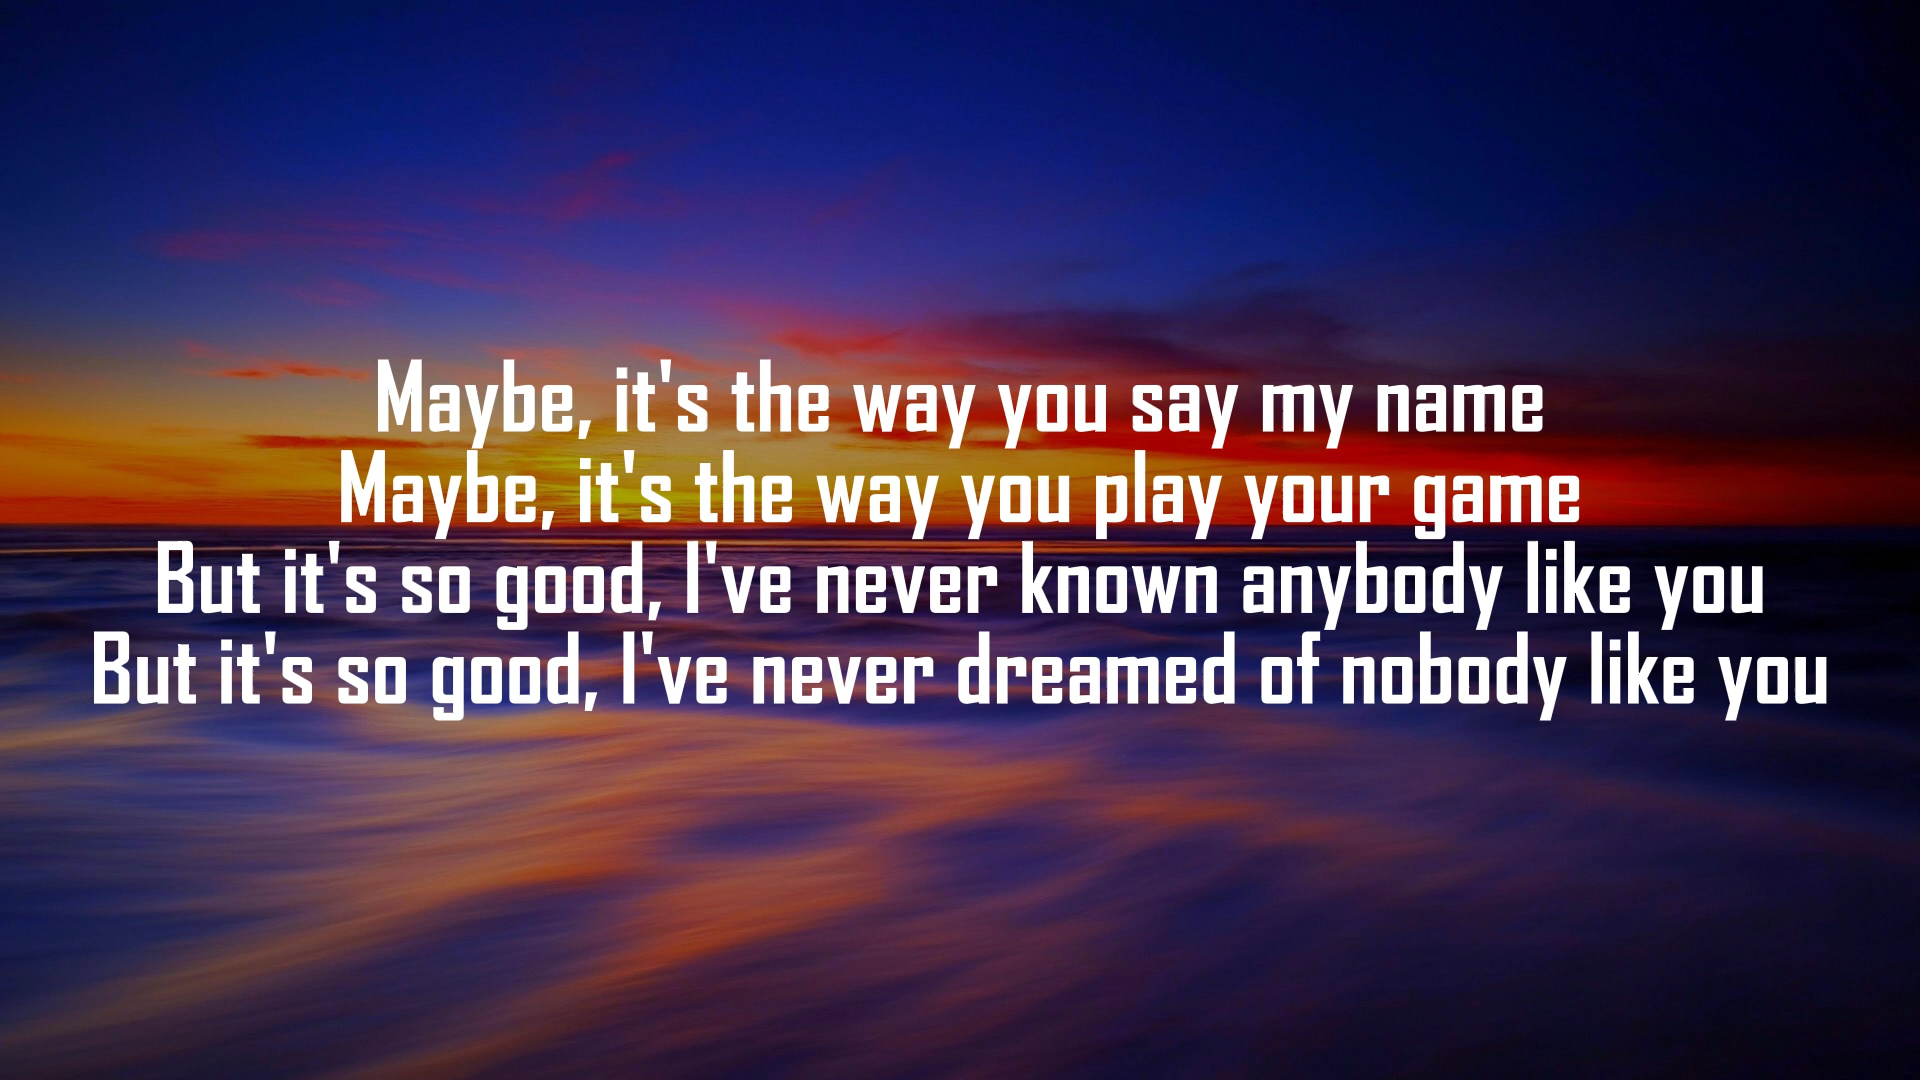 Maybe, it's the way you say my name
Maybe, it's the way you play your game
But it's so good, I've never known anybody like you
But it's so good, I've never dreamed of nobody like you